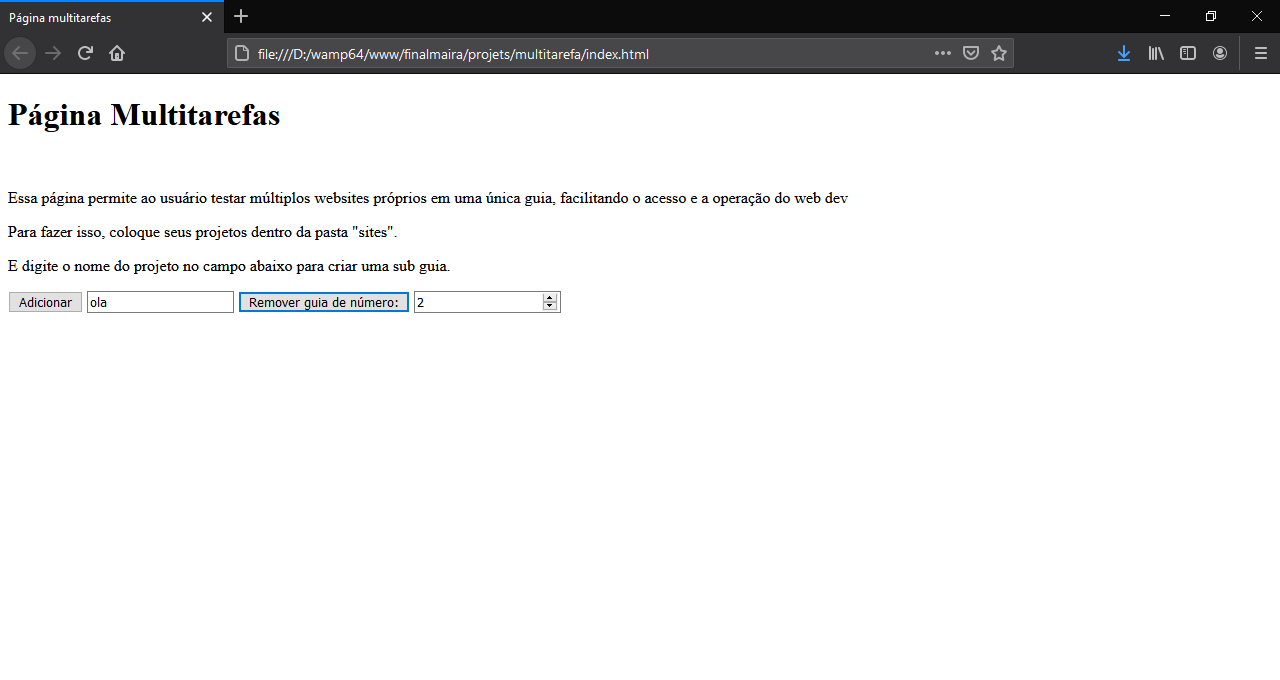 Página multitarefas
file:///D:/wamp64/www/finalmaira/projets/multitarefa/index.html
Página Multitarefas
Essa página permite ao usuário testar múltiplos websites próprios em uma única guia, facilitando o acesso e a operação do web dev
Para fazer isso, coloque seus projetos dentro da pasta "sites".
E digite o nome do projeto no campo abaixo para criar uma sub guia.
Adicionar ola Remover guia de número: 2